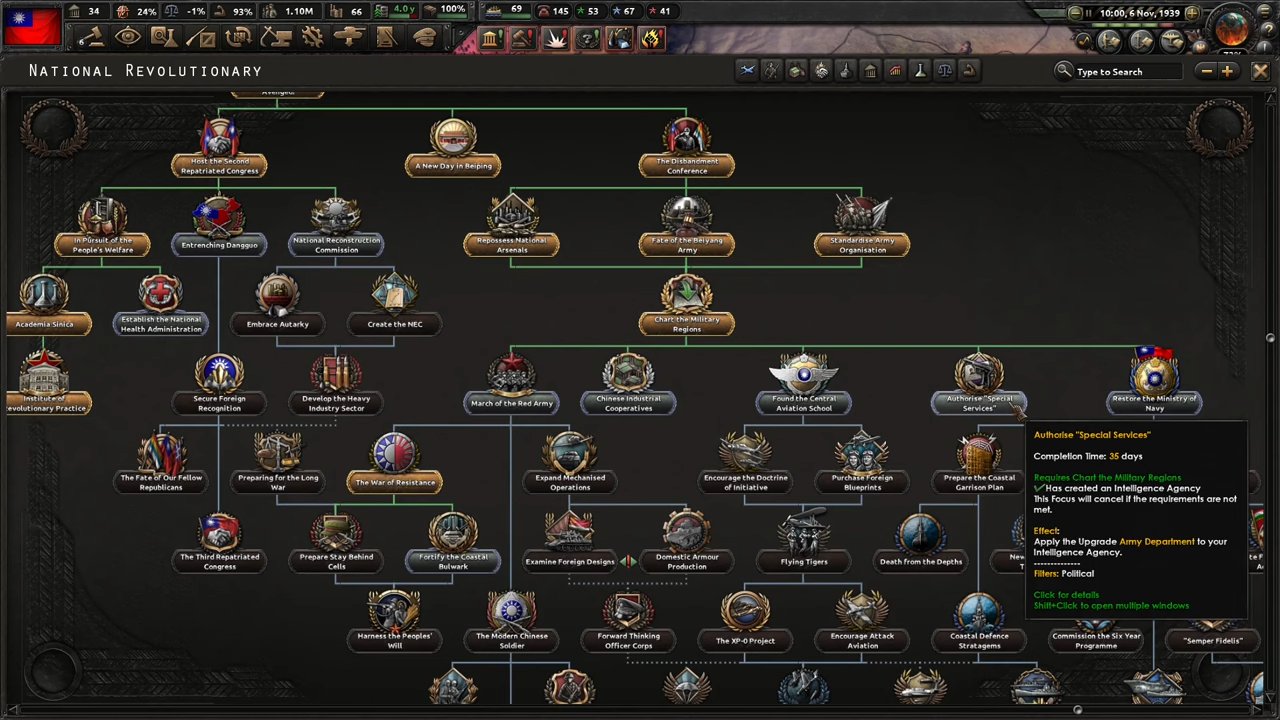 34
24%
-1%
93%
1.10M
66
4.0 y
100%
69
145
53
67
41
10:00, 6 Nov, 1939
6
National Revolutionary
Type to Search
Avenged!
Host the Second
Repatriated Congress
A New Day in Beiping
The Disbandment
Conference
In Pursuit of the
People's Welfare
Entrenching Dangguo
National Reconstruction
Commission
Repossess National
Arsenals
Fate of the Beiyang
Army
Standardise Army
Organisation
Academia Sinica
Establish the National
Health Administration
Embrace Autarky
Create the NEC
Chart the Military
Regions
Institute of
Revolutionary Practice
Secure Foreign
Recognition
Develop the Heavy
Industry Sector
March of the Red Army
Chinese Industrial
Cooperatives
Found the Central
Aviation School
Authorise "Special
Services"
Restore the Ministry of
Navy
The Fate of Our Fellow
Republicans
Preparing for the Long
War
The War of Resistance
Expand Mechanised
Operations
Encourage the Doctrine
of Initiative
Purchase Foreign
Blueprints
Prepare the Coastal
Garrison Plan
Authorise "Special Services"
Completion Time: 35 days
Requires Chart the Military Regions
Has created an Intelligence Agency
This Focus will cancel if the requirements are not
met.
Effect:
Apply the Upgrade Army Department to your
Intelligence Agency.
--------------
Filters: Political
Click for details
Shift+Click to open multiple windows
The Third Repatriated
Congress
Prepare Stay Behind
Cells
Fortify the Coastal
Bulwark
Examine Foreign Designs
Domestic Armour
Production
Flying Tigers
Death from the Depths
Harness the Peoples'
Will
The Modern Chinese
Soldier
Forward Thinking
Officer Corps
The XP-0 Project
Encourage Attack
Aviation
Coastal Defence
Stratagems
Commission the Six Year
Programme
"Semper Fidelis"